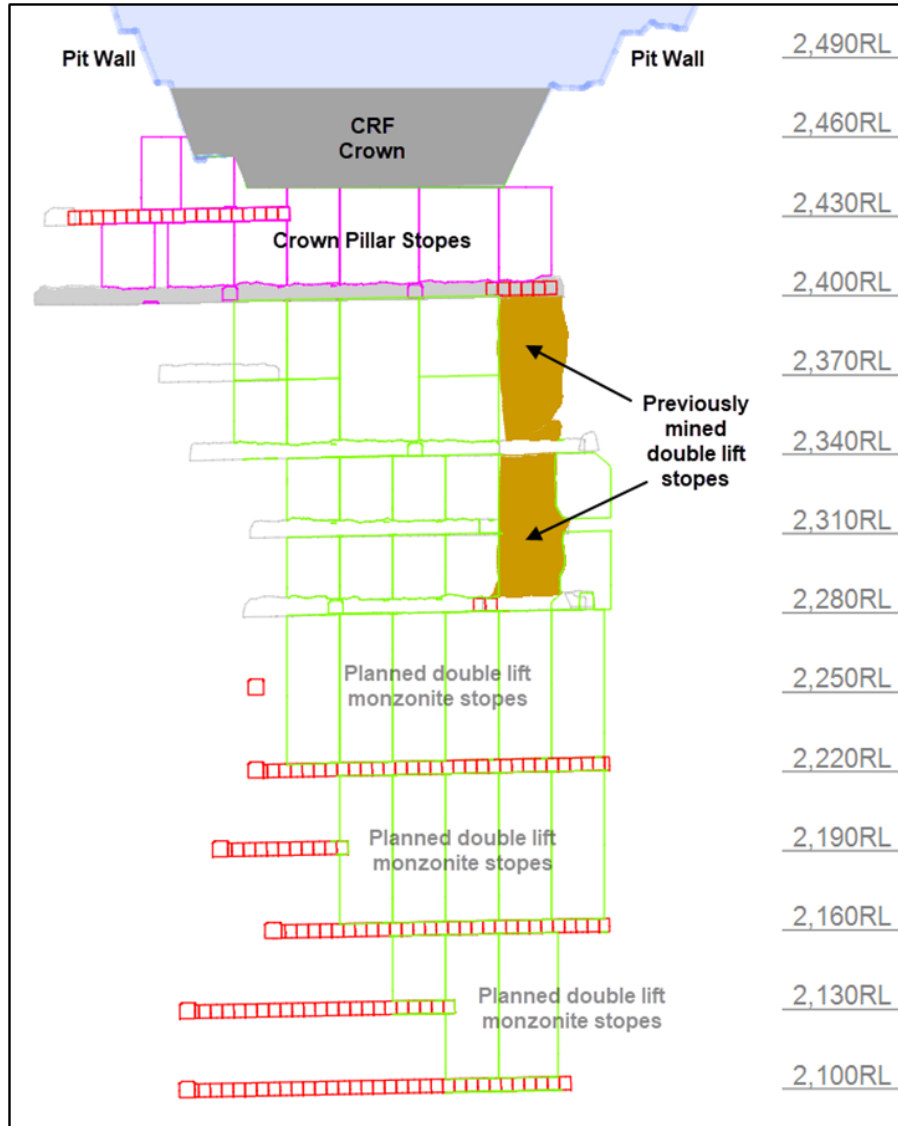 Pit Wall
Pit Wall
2,490RL
CRF
Crown
2,460RL
2,430RL
Crown Pillar Stopes
2,400RL
2,370RL
Previously
mined
double lift
stopes
2,340RL
2,310RL
2,280RL
Planned double lift
monzonite stopes
2,250RL
2,220RL
Planned double lift
monzonite stopes
2,190RL
2,160RL
Planned double lift
monzonite stopes
2,130RL
2,100RL